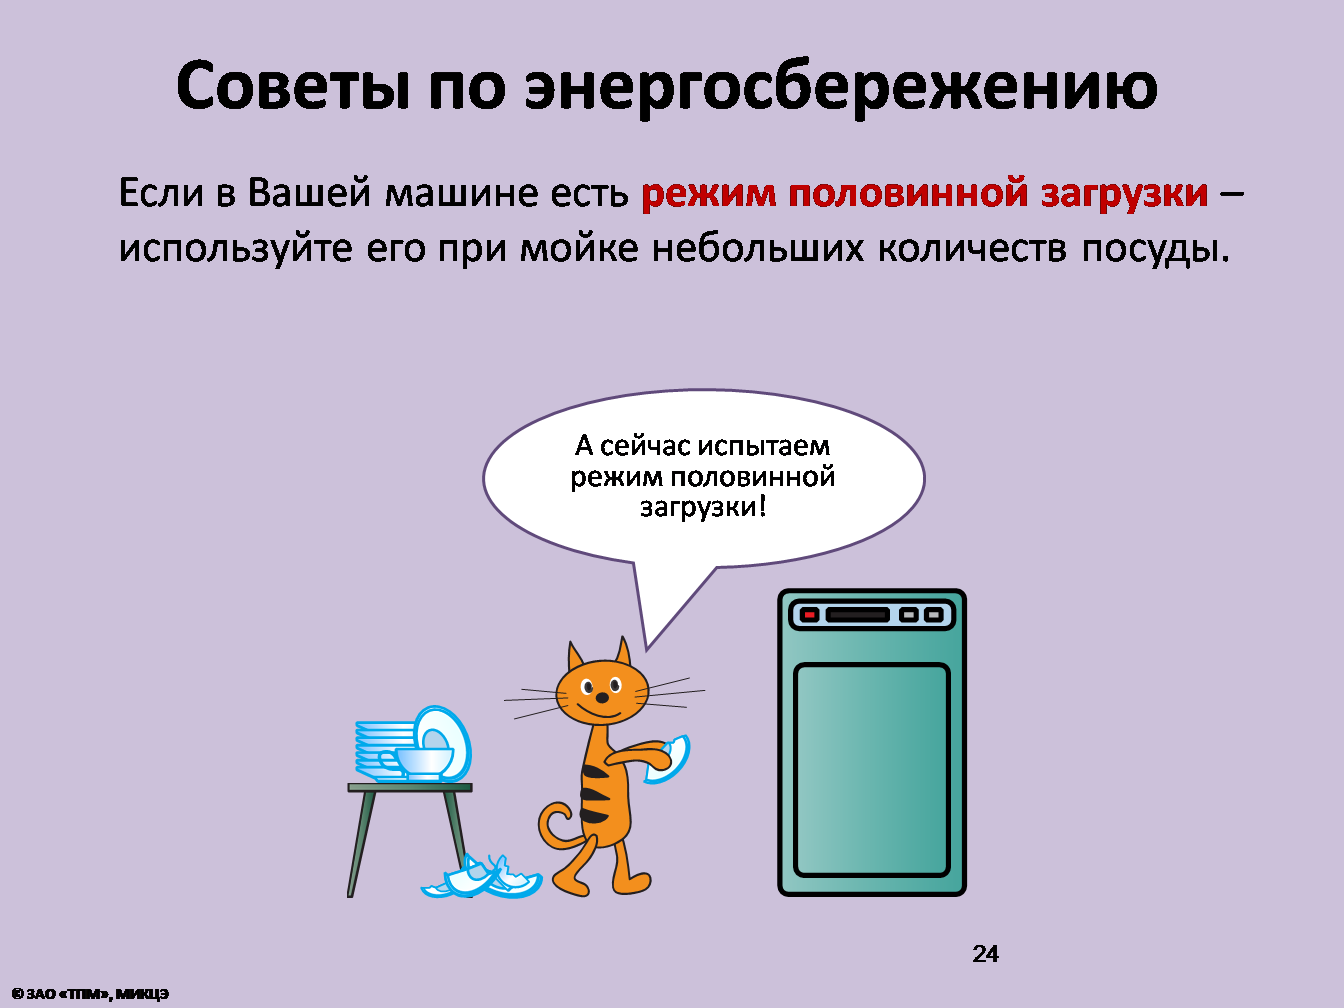 Советы по энергосбережению
Если в Вашей машине есть режим половинной загрузки –
используйте его при мойке небольших количеств посуды.
А сейчас испытаем
режим половинной
загрузки!
24
© ЗАО «ТПМ», МИКЦЭ